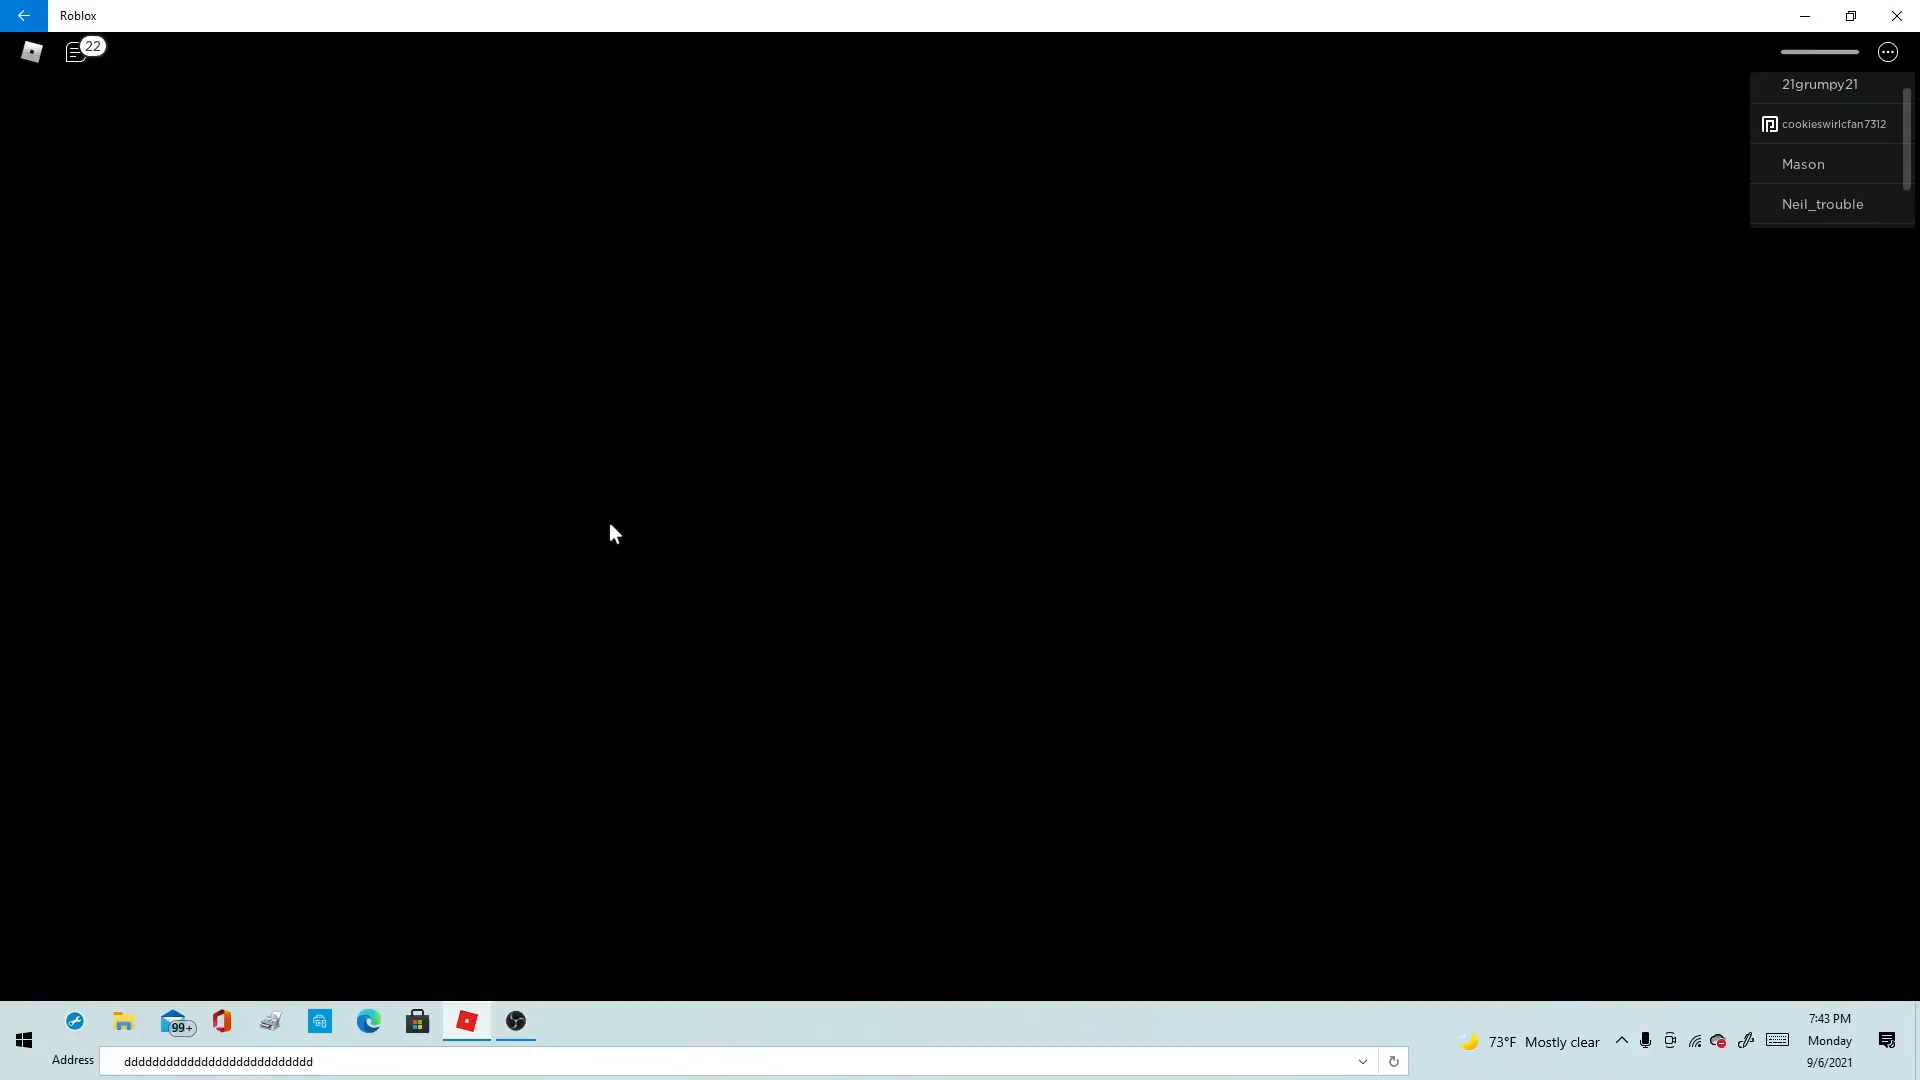 Roblox
22
21grumpy21
cookieswirlcfan7312
Mason
Neil_trouble
99+
73°F Mostly clear
7:43 PM
Monday
9/6/2021
Address
ddddddddddddddddddddddddddd